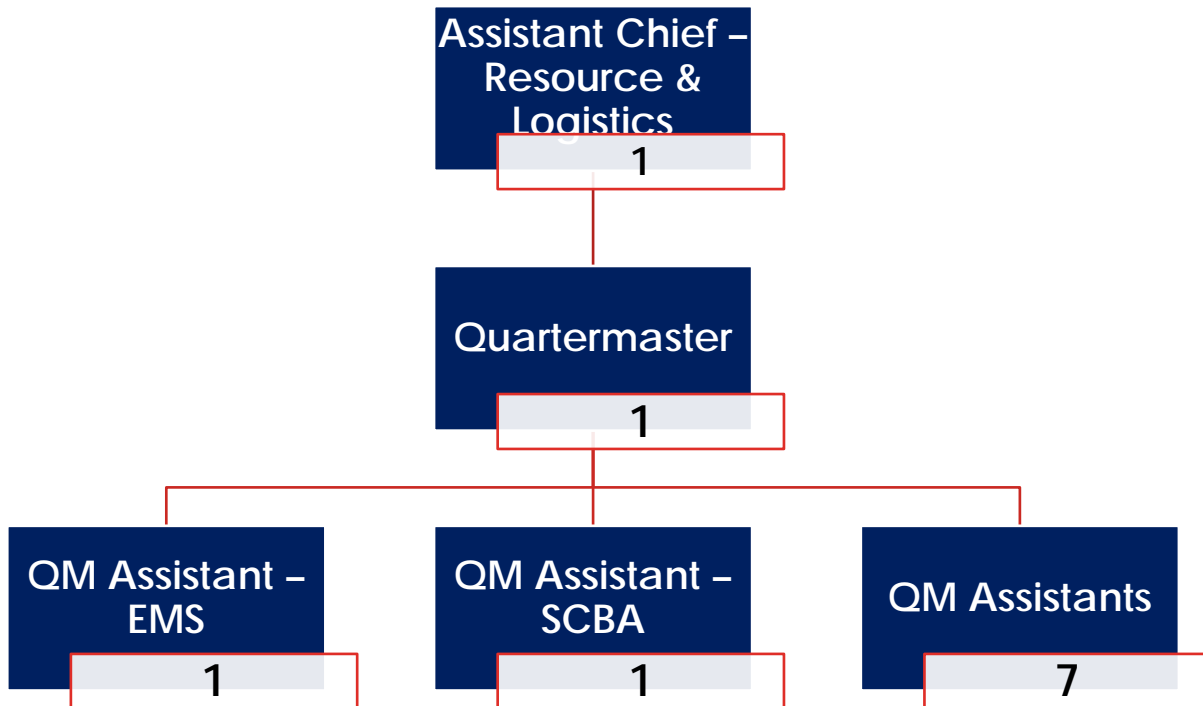 Assistant Chief –
Resource &
Logistics
1
Quartermaster
1
QM Assistant –
EMS
1
QM Assistant –
SCBA
1
QM Assistants
7